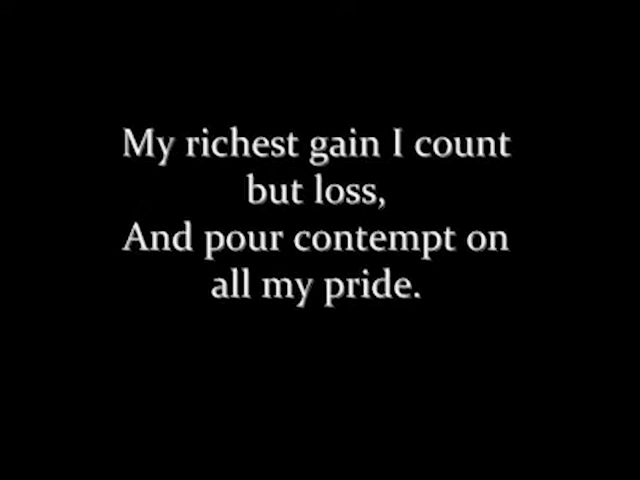 My richest gain I count
but loss,
And pour contempt on
all my pride.